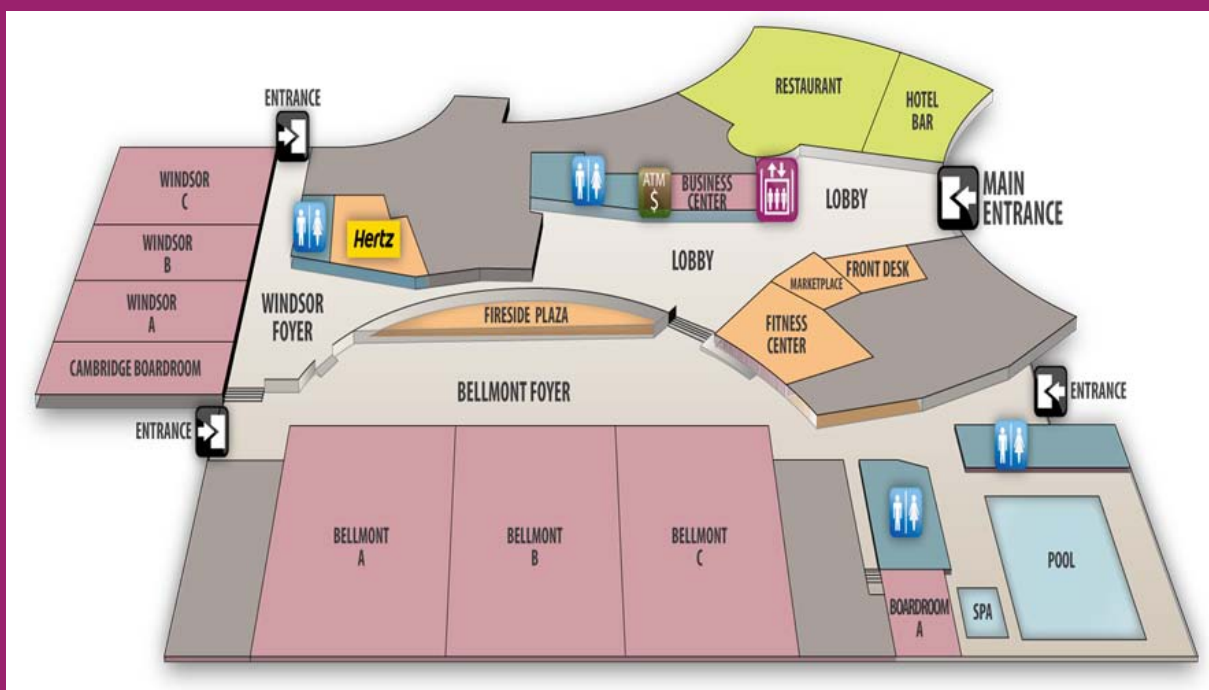 RESTAURANT
HOTEL
BAR
ENTRANCE
WINDSOR
C
ATM
$
BUSINESS
CENTER
LOBBY
MAIN
ENTRANCE
WINDSOR
B
Hertz
LOBBY
FRONT DESK
MARKETPLACE
WINDSOR
A
WINDSOR
FOYER
FIRESIDE PLAZA
FITNESS
CENTER
CAMBRIDGE BOARDROOM
BELLMONT FOYER
ENTRANCE
ENTRANCE
BELLMONT
A
BELLMONT
B
BELLMONT
C
POOL
BOARDROOM
A
SPA